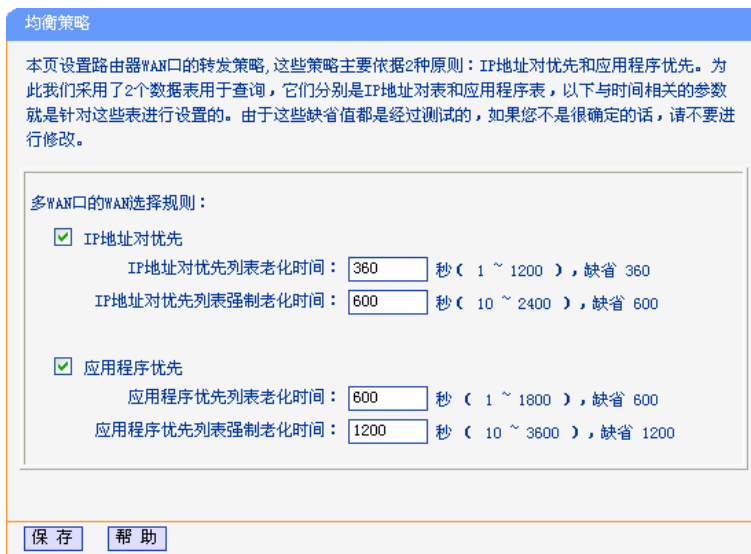 均衡策略
本页设置路由器WAN口的转发策略,这些策略主要依据2种原则：IP地址对优先和应用程序优先。为
此我们采用了2个数据表用于查询，它们分别是IP地址对表和应用程序表，以下与时间相关的参数
就是针对这些表进行设置的。由于这些缺省值都是经过测试的，如果您不是很确定的话，请不要进
行修改。
多WAN口的WAN选择规则：
IP地址对优先
IP地址对优先列表老化时间： 360 秒（ 1 ~ 1200 ），缺省 360
IP地址对优先列表强制老化时间： 600 秒（ 10 ~ 2400 ），缺省 600
应用程序优先
应用程序优先列表老化时间： 600 秒 （ 1 ~ 1800 ），缺省 600
应用程序优先列表强制老化时间： 1200 秒 （ 10 ~ 3600 ），缺省 1200
保 存 帮 助